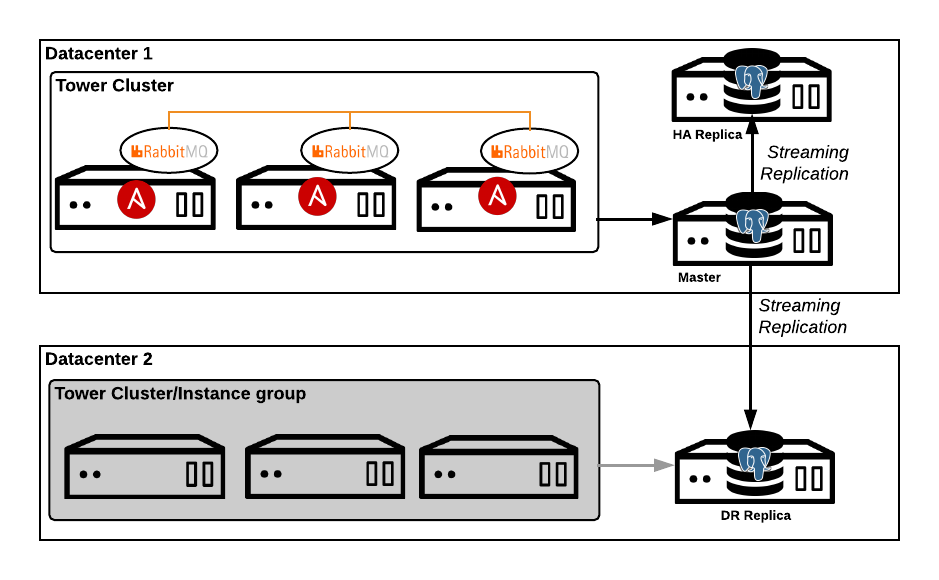 Datacenter 1
Tower Cluster
RabbitMQ
RabbitMQ
RabbitMQ
HA Replica
Streaming
Replication
Master
Streaming
Replication
Datacenter 2
Tower Cluster/Instance group
DR Replica